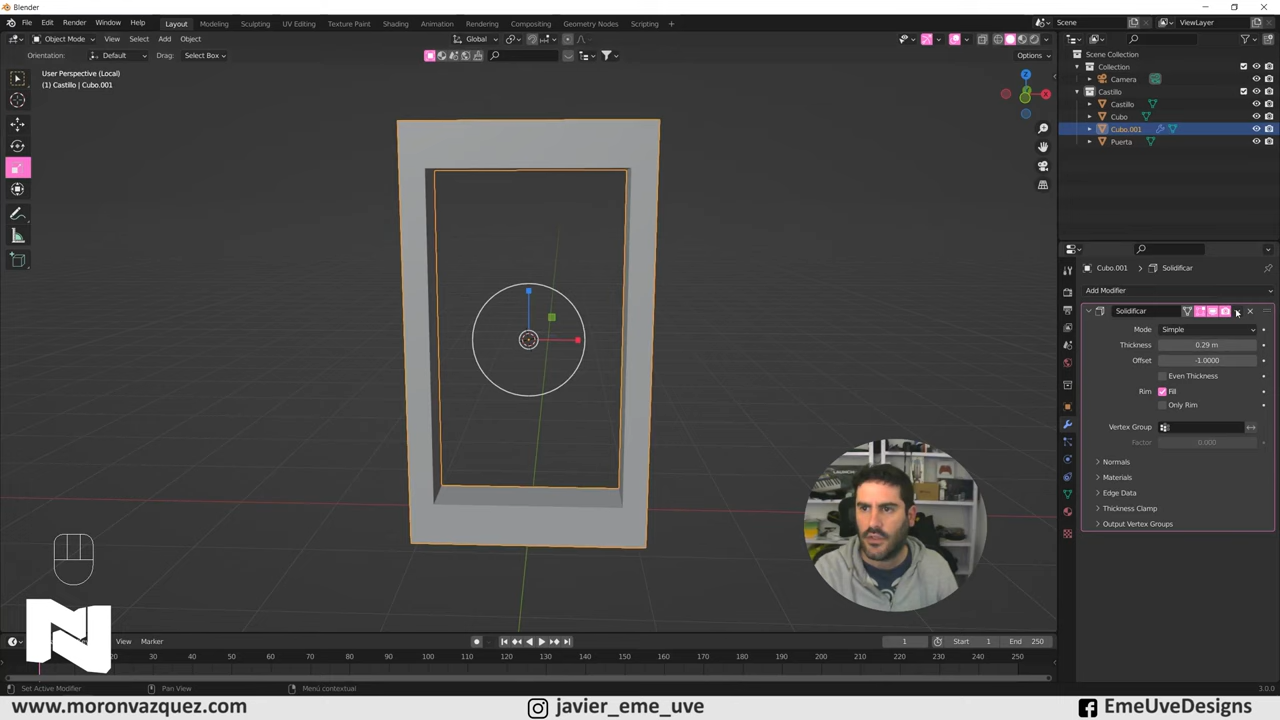 Blender
File Edit Render Window Help Layout Modeling Sculpting UV Editing Texture Paint Shading Animation Rendering Compositing Geometry Nodes Scripting + Scene ViewLayer
Object Mode View Select Add Object Global
Orientation: Default Drag: Select Box Options
User Perspective (Local)
(1) Castillo | Cubo.001
Scene Collection
Collection
Camera
Castillo
Castillo
Cubo
Cubo.001
Puerta
Cubo.001 > Solidificar
Add Modifier
Solidificar
Mode Simple
Thickness 0.29 m
Offset -1.0000
Even Thickness
Rim Fill
Only Rim
Vertex Group
Factor 0.000
Normals
Materials
Edge Data
Thickness Clamp
Output Vertex Groups
View Marker 1 Start 1 End 250
20 30 40 50 60 70 80 90 100 110 120 130 140 150 160 170 180 190 200 210 220 230 240 250
Set Active Modifier Pan View Menú contextual 3.0.0
www.moronvazquez.com javier_eme_uve EmeUveDesigns